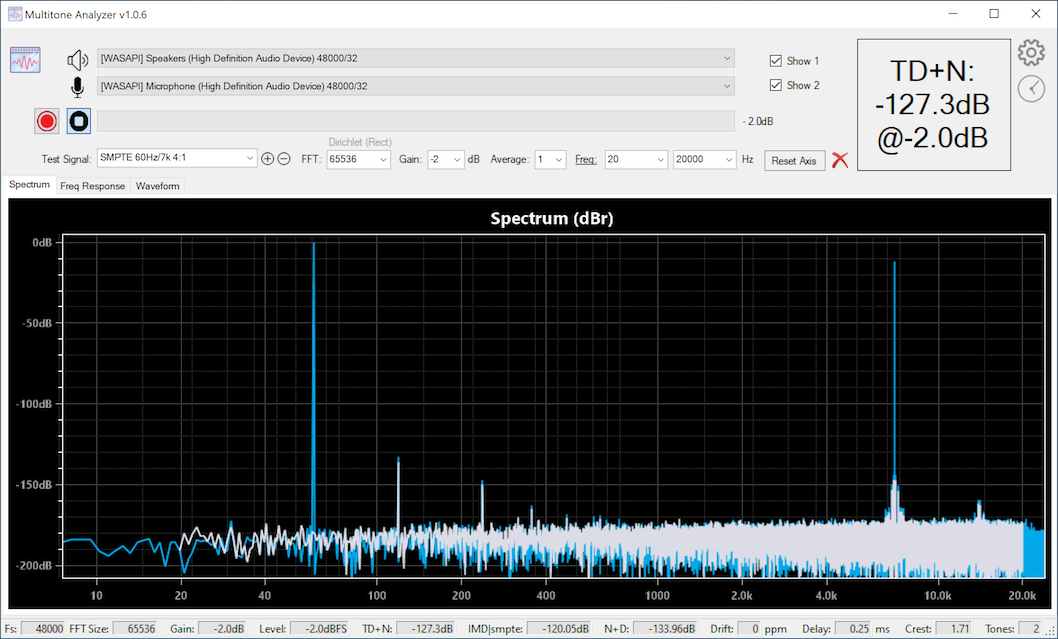 Multitone Analyzer v1.0.6
[WASAPI] Speakers (High Definition Audio Device) 48000/32
Show 1
[WASAPI] Microphone (High Definition Audio Device) 48000/32
Show 2
TD+N:
-127.3dB
@-2.0dB
- 2.0dB
Dirichlet (Rect)
Test Signal: SMPTE 60Hz/7k 4:1 FFT: 65536 Gain: -2 dB Average: 1 Freq: 20 20000 Hz Reset Axis
Spectrum Freq Response Waveform
Spectrum (dBr)
0dB
-50dB
-100dB
-150dB
-200dB
10 20 40 100 200 400 1000 2.0k 4.0k 10.0k 20.0k
Fs: 48000 FFT Size: 65536 Gain: -2.0dB Level: -2.0dBFS TD+N: -127.3dB IMD|smpte: -120.05dB N+D: -133.96dB Drift: 0 ppm Delay: 0.25 ms Crest: 1.71 Tones: 2